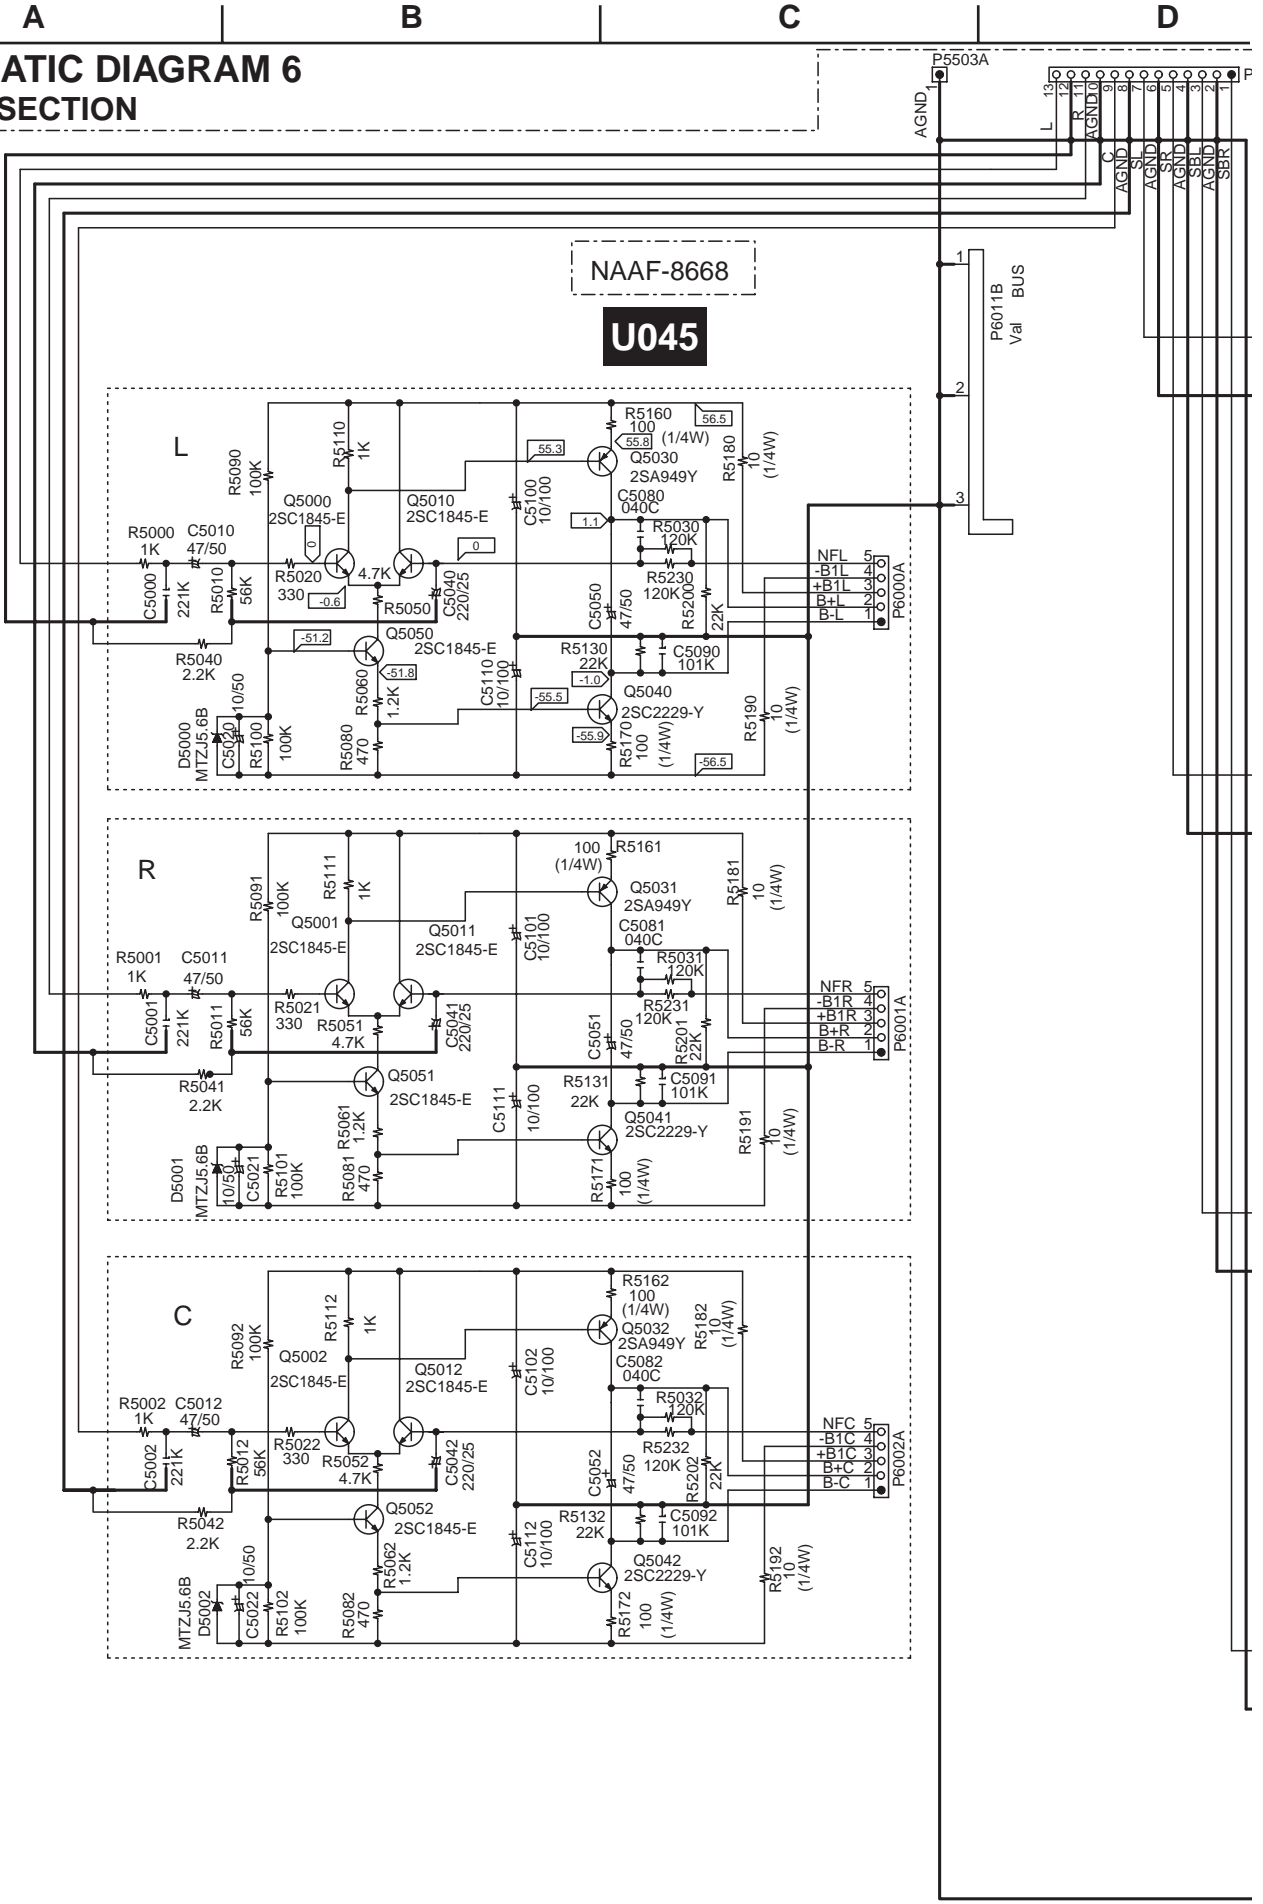 A
B
C
D
ATIC DIAGRAM 6
SECTION
P5503A
1
AGND
P
13
12
11
10
9
8
7
6
5
4
3
2
1
L
R
AGND
C
AGND
SL
AGND
SR
AGND
SBL
AGND
SBR
NAAF-8668
U045
1
2
3
P6011B
Val BUS
L
R5090
100K
R5110
1K
Q5000
2SC1845-E
Q5010
2SC1845-E
R5000
1K
C5010
47/50
C5000
221K
R5010
56K
R5020
330
0
-0.6
4.7K
R5050
C5040
220/25
0
R5040
2.2K
-51.2
Q5050
2SC1845-E
-51.8
R5060
1.2K
R5080
470
D5000
MTZJ5.6B
C5020
10/50
R5100
100K
C5100
10/100
C5110
10/100
55.3
R5160
100
(1/4W)
55.8
56.5
Q5030
2SA949Y
R5180
10
(1/4W)
C5080
040C
1.1
R5030
120K
R5230
120K
C5050
47/50
R5200
22K
R5130
22K
C5090
101K
-1.0
-55.5
Q5040
2SC2229-Y
-55.9
R5170
100
(1/4W)
-56.5
R5190
10
(1/4W)
NFL 5
-B1L 4
+B1L 3
B+L 2
B-L 1
P6000A
R
R5091
100K
R5111
1K
Q5001
2SC1845-E
Q5011
2SC1845-E
R5001
1K
C5011
47/50
C5001
221K
R5011
56K
R5021
330
R5051
4.7K
C5041
220/25
R5041
2.2K
Q5051
2SC1845-E
R5061
1.2K
R5081
470
D5001
MTZJ5.6B
10/50
C5021
R5101
100K
C5101
10/100
C5111
10/100
100
(1/4W)
R5161
Q5031
2SA949Y
R5181
10
(1/4W)
C5081
040C
R5031
120K
R5231
120K
C5051
47/50
R5201
22K
R5131
22K
C5091
101K
Q5041
2SC2229-Y
R5171
100
(1/4W)
R5191
10
(1/4W)
NFR 5
-B1R 4
+B1R 3
B+R 2
B-R 1
P6001A
C
R5092
100K
R5112
1K
Q5002
2SC1845-E
Q5012
2SC1845-E
R5002
1K
C5012
47/50
C5002
221K
R5012
56K
R5022
330
R5052
4.7K
C5042
220/25
R5042
2.2K
Q5052
2SC1845-E
R5062
1.2K
R5082
470
MTZJ5.6B
D5002
10/50
C5022
R5102
100K
C5102
10/100
C5112
10/100
R5162
100
(1/4W)
Q5032
2SA949Y
R5182
10
(1/4W)
C5082
040C
R5032
120K
R5232
120K
C5052
47/50
R5202
22K
R5132
22K
C5092
101K
Q5042
2SC2229-Y
R5172
100
(1/4W)
R5192
10
(1/4W)
NFC 5
-B1C 4
+B1C 3
B+C 2
B-C 1
P6002A